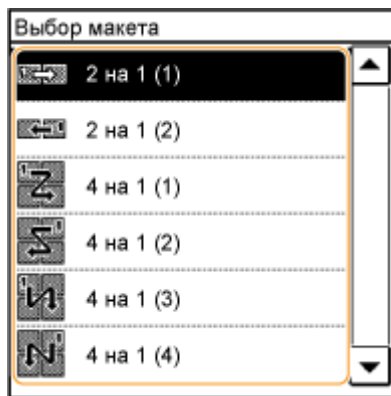 Выбор макета
2 на 1 (1)
2 на 1 (2)
4 на 1 (1)
4 на 1 (2)
4 на 1 (3)
4 на 1 (4)